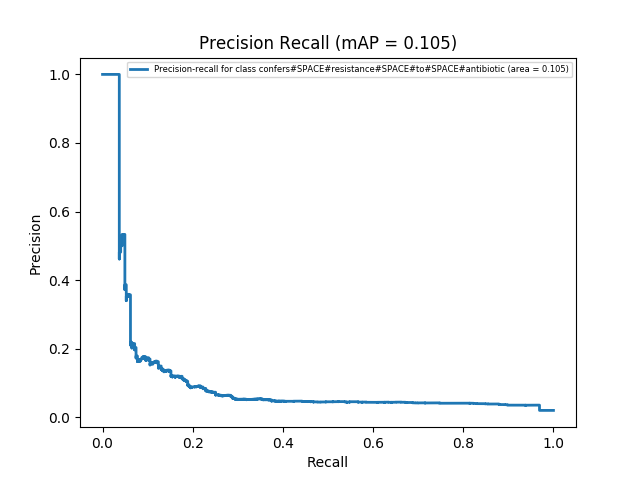 Precision Recall (mAP = 0.105)
Precision-recall for class confers#SPACE#resistance#SPACE#to#SPACE#antibiotic (area = 0.105)
1.0
0.8
0.6
0.4
0.2
0.0
Precision
0.0 0.2 0.4 0.6 0.8 1.0
Recall